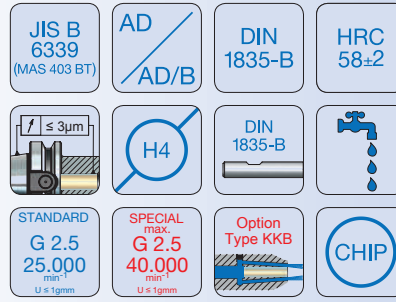 JIS B
6339
(MAS 403 BT)
AD
AD/B
DIN
1835-B
HRC
58±2
↗ ≤ 3µm
H4
DIN
1835-B
STANDARD
G 2.5
25.000
min⁻¹
U ≤ 1gmm
SPECIAL
max.
G 2.5
40.000
min⁻¹
U ≤ 1gmm
Option
Type KKB
CHIP